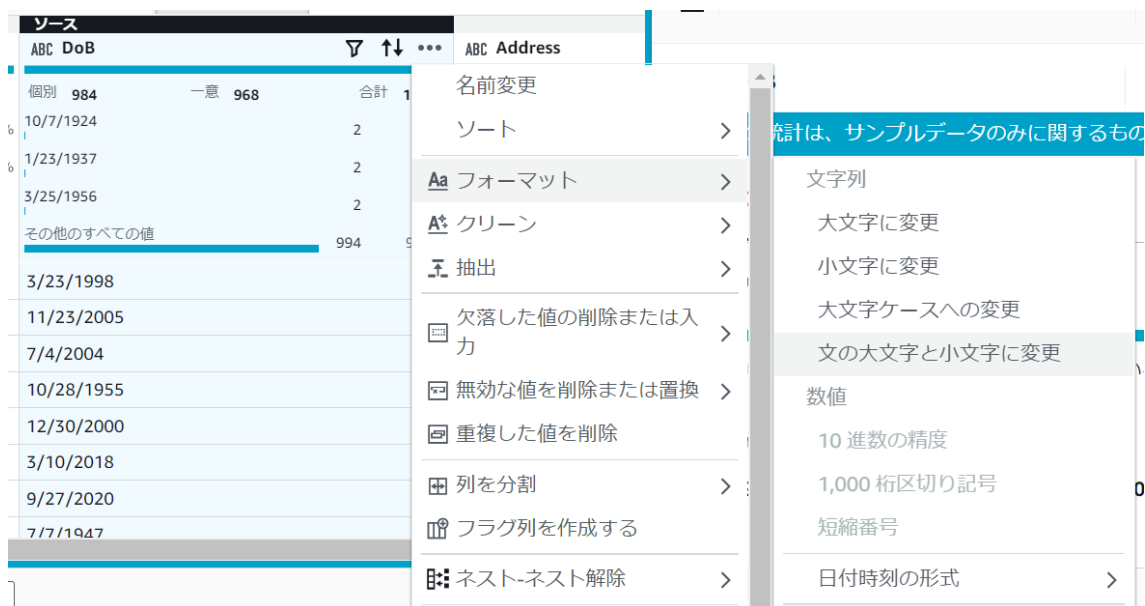 ソース
ABC DoB
ABC Address
個別 984
一意 968
合計 1
10/7/1924
2
1/23/1937
2
3/25/1956
2
その他のすべての値
994
3/23/1998
11/23/2005
7/4/2004
10/28/1955
12/30/2000
3/10/2018
9/27/2020
7/7/1947
名前変更
ソート
Aa フォーマット
クリーン
抽出
欠落した値の削除または入
力
無効な値を削除または置換
重複した値を削除
列を分割
フラグ列を作成する
ネスト-ネスト解除
統計は、サンプルデータのみに関するもの
文字列
大文字に変更
小文字に変更
大文字ケースへの変更
文の大文字と小文字に変更
数値
10 進数の精度
1,000 桁区切り記号
短縮番号
日付時刻の形式